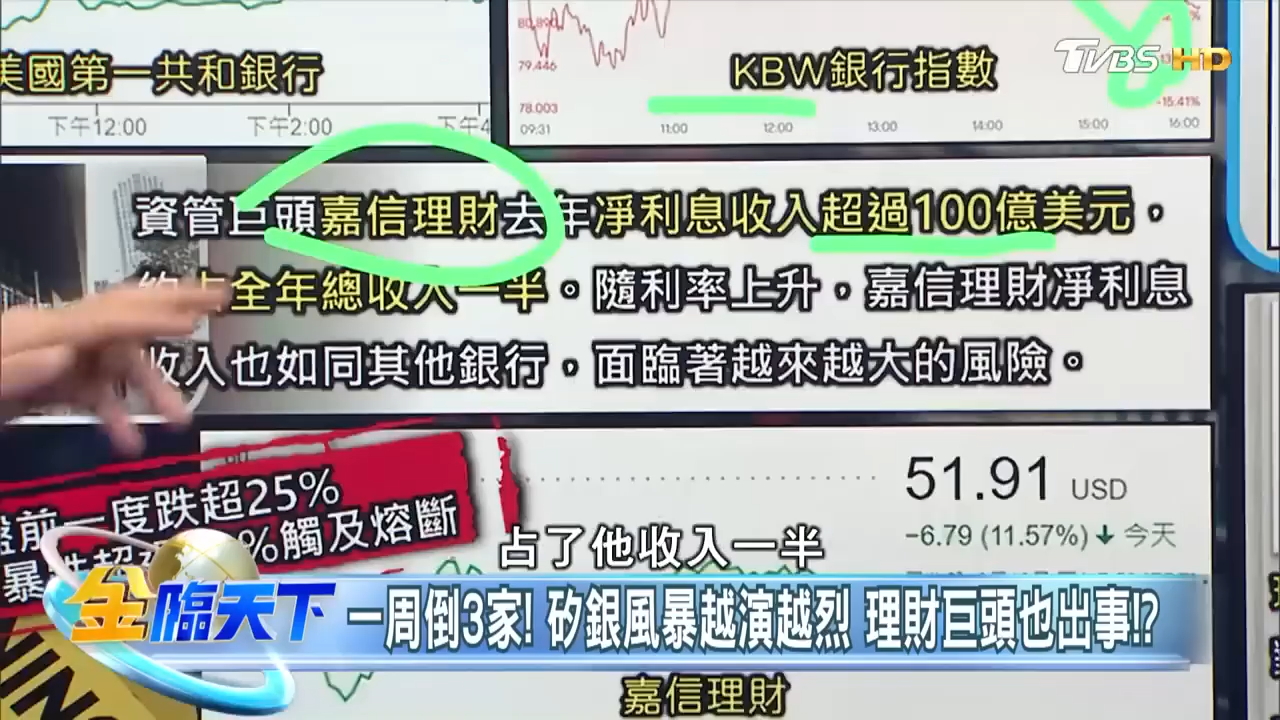 美國第一共和銀行
下午12:00
下午2:00
下午4
80.890
79.446
78.003
KBW銀行指數
09:31
11:00
12:00
13:00
14:00
15:00
16:00
-15.41%
TVBS HD
資管巨頭嘉信理財去年凈利息收入超過100億美元，
全年總收入一半。隨利率上升，嘉信理財凈利息
收入也如同其他銀行，面臨著越來越大的風險。
盤前一度跌超25%
%觸及熔斷
51.91 USD
-6.79 (11.57%) ↓ 今天
占了他收入一半
金臨天下
一周倒3家! 矽銀風暴越演越烈 理財巨頭也出事!?
嘉信理財